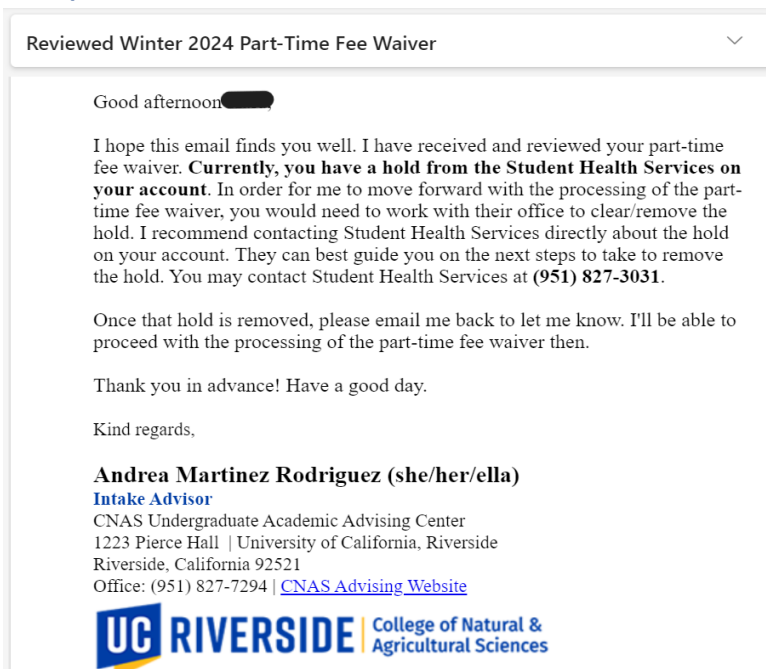 Reviewed Winter 2024 Part-Time Fee Waiver
Good afternoon
I hope this email finds you well. I have received and reviewed your part-time
fee waiver. Currently, you have a hold from the Student Health Services on
your account. In order for me to move forward with the processing of the part-
time fee waiver, you would need to work with their office to clear/remove the
hold. I recommend contacting Student Health Services directly about the hold
on your account. They can best guide you on the next steps to take to remove
the hold. You may contact Student Health Services at (951) 827-3031.
Once that hold is removed, please email me back to let me know. I'll be able to
proceed with the processing of the part-time fee waiver then.
Thank you in advance! Have a good day.
Kind regards,
Andrea Martinez Rodriguez (she/her/ella)
Intake Advisor
CNAS Undergraduate Academic Advising Center
1223 Pierce Hall | University of California, Riverside
Riverside, California 92521
Office: (951) 827-7294 | CNAS Advising Website
UC RIVERSIDE College of Natural &
Agricultural Sciences